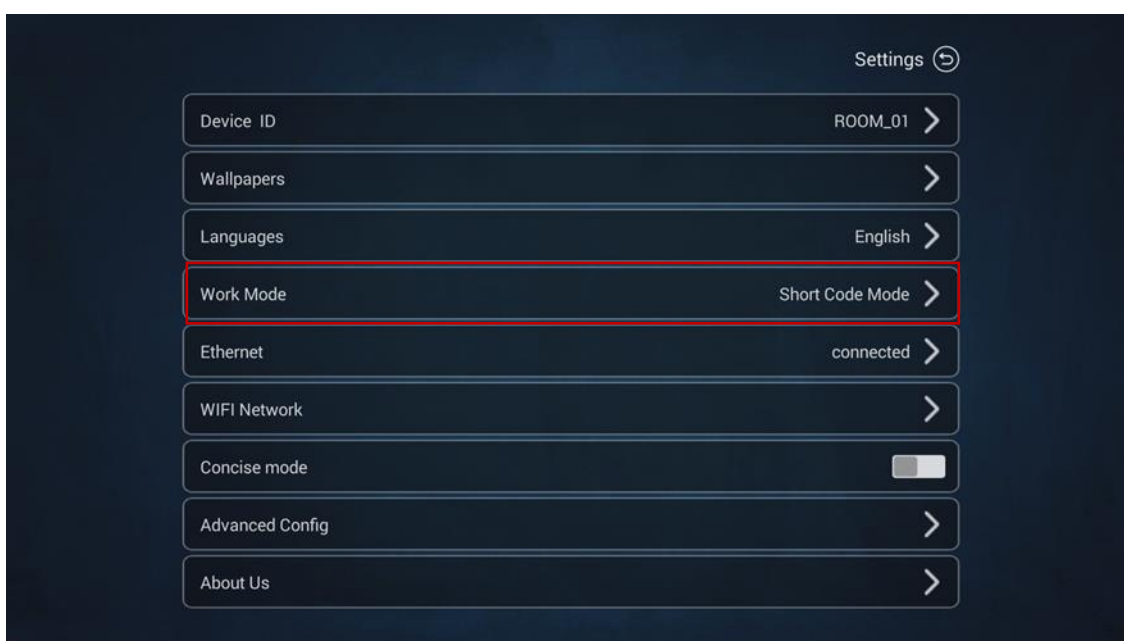 Settings
Device ID ROOM_01
Wallpapers
Languages English
Work Mode Short Code Mode
Ethernet connected
WIFI Network
Concise mode
Advanced Config
About Us